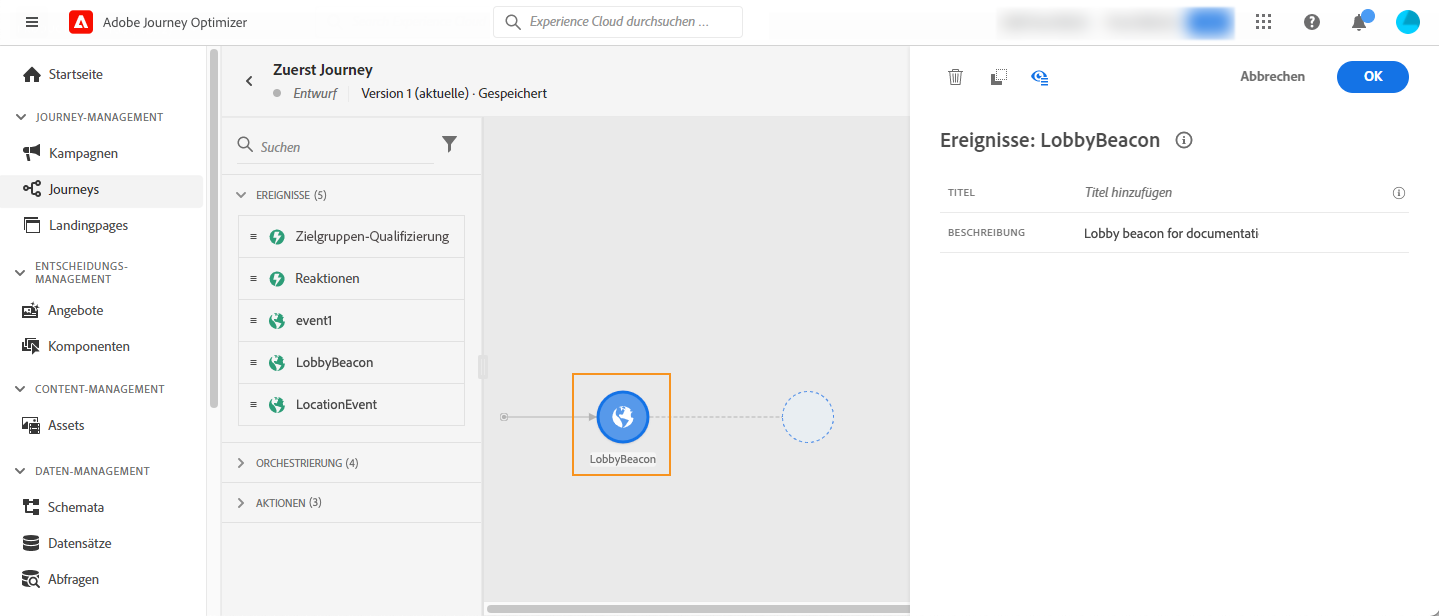 Adobe Journey Optimizer
Experience Cloud durchsuchen ...
Startseite
JOURNEY-MANAGEMENT
Kampagnen
Journeys
Landingpages
ENTSCHEIDUNGS-
MANAGEMENT
Angebote
Komponenten
CONTENT-MANAGEMENT
Assets
DATEN-MANAGEMENT
Schemata
Datensätze
Abfragen
Zuerst Journey
Entwurf Version 1 (aktuelle) · Gespeichert
Suchen
EREIGNISSE (5)
Zielgruppen-Qualifizierung
Reaktionen
event1
LobbyBeacon
LocationEvent
ORCHESTRIERUNG (4)
AKTIONEN (3)
LobbyBeacon
Abbrechen OK
Ereignisse: LobbyBeacon
TITEL Titel hinzufügen
BESCHREIBUNG Lobby beacon for documentati